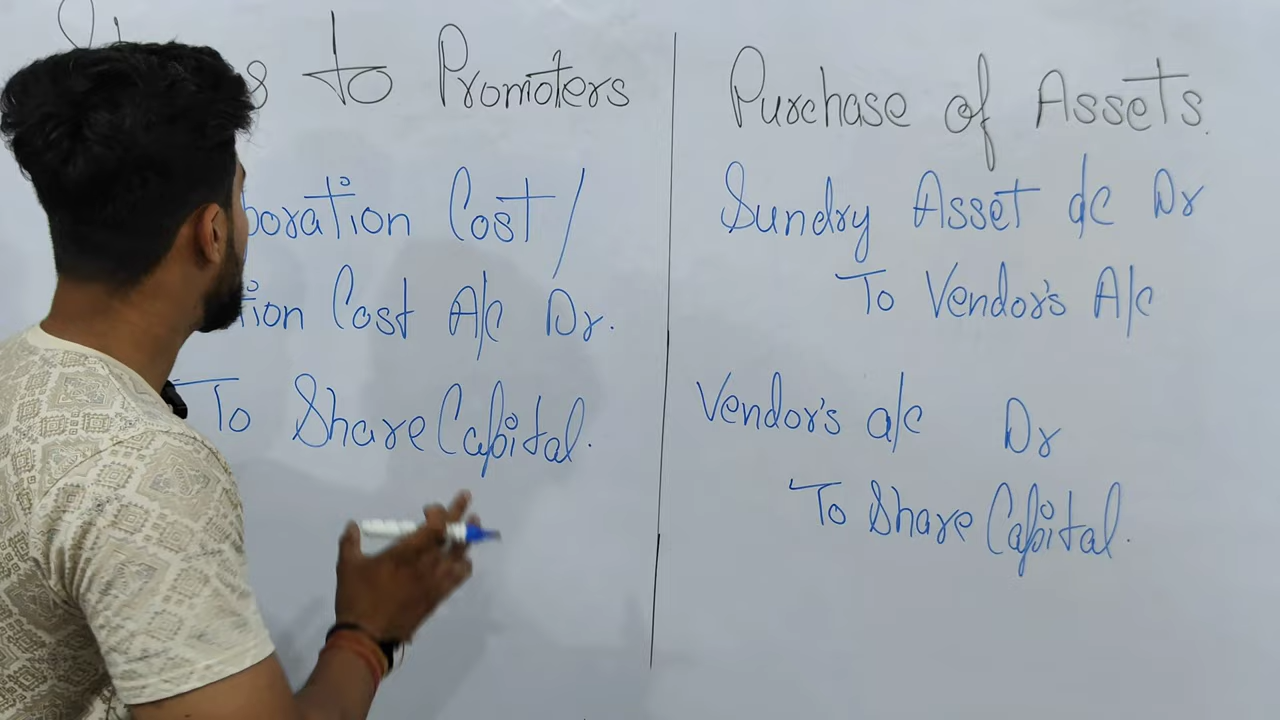 to Promoters
boration Cost /
tion Cost A/c Dr.
To Share Capital.
Purchase of Assets.
Sundry Asset a/c Dr
To Vendor's A/c
Vendor's a/c Dr
To Share Capital.